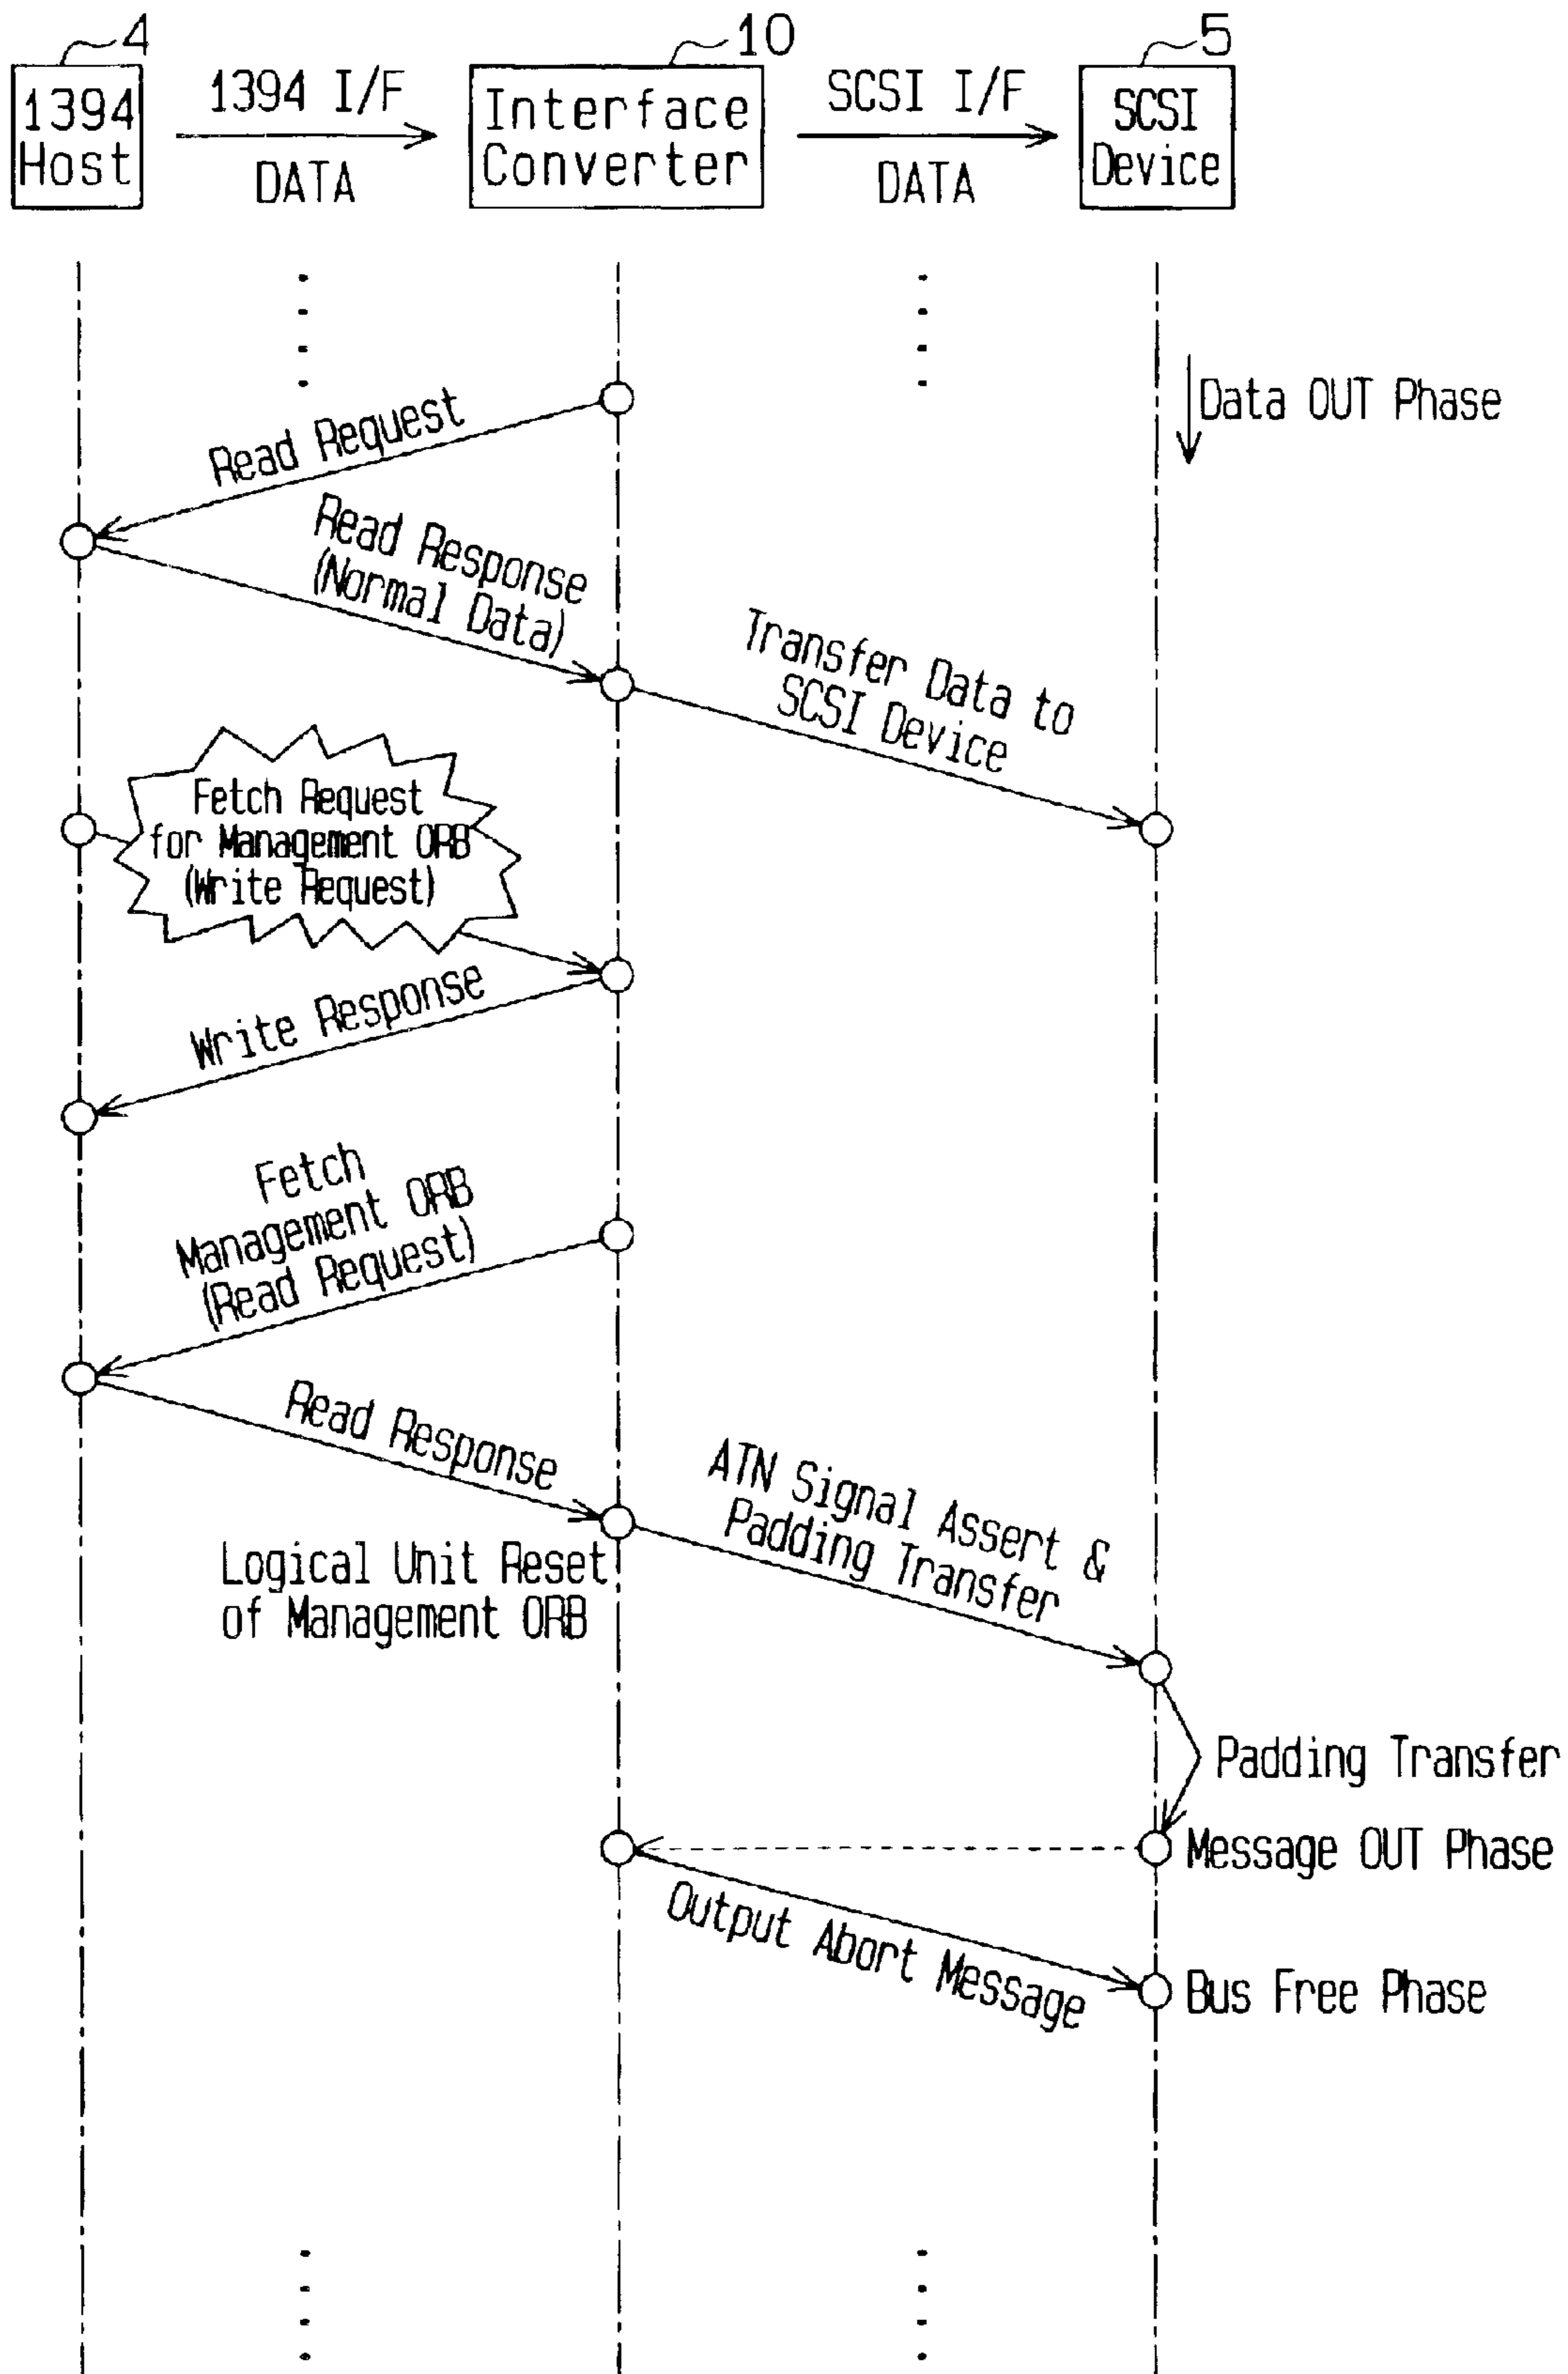 4
10
5
1394
Host
1394 I/F
DATA
Interface
Converter
SCSI I/F
DATA
SCSI
Device
Data OUT Phase
Read Request
Read Response
(Normal Data)
Transfer Data to
SCSI Device
Fetch Request
for Management ORB
(Write Request)
Write Response
Fetch
Management ORB
(Read Request)
Read Response
ATN Signal Assert &
Padding Transfer
Logical Unit Reset
of Management ORB
Padding Transfer
Message OUT Phase
Output Abort Message
Bus Free Phase